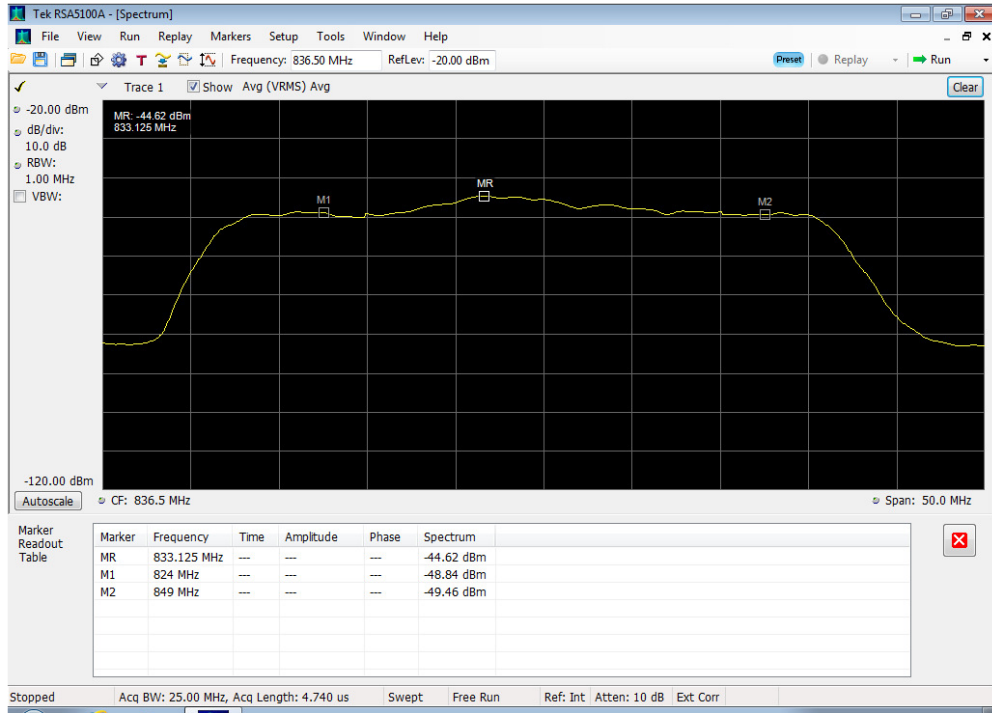 Tek RSA5100A - [Spectrum]
File View Run Replay Markers Setup Tools Window Help
T Frequency: 836.50 MHz RefLev: -20.00 dBm Preset Replay Run
Trace 1 Show Avg (VRMS) Avg Clear
-20.00 dBm
dB/div:
10.0 dB
RBW:
1.00 MHz
VBW:
MR: -44.62 dBm
833.125 MHz
M1
MR
M2
-120.00 dBm
Autoscale CF: 836.5 MHz Span: 50.0 MHz
Marker
Readout
Table
Marker Frequency Time Amplitude Phase Spectrum
MR 833.125 MHz --- --- --- -44.62 dBm
M1 824 MHz --- --- --- -48.84 dBm
M2 849 MHz --- --- --- -49.46 dBm
Stopped Acq BW: 25.00 MHz, Acq Length: 4.740 us Swept Free Run Ref: Int Atten: 10 dB Ext Corr